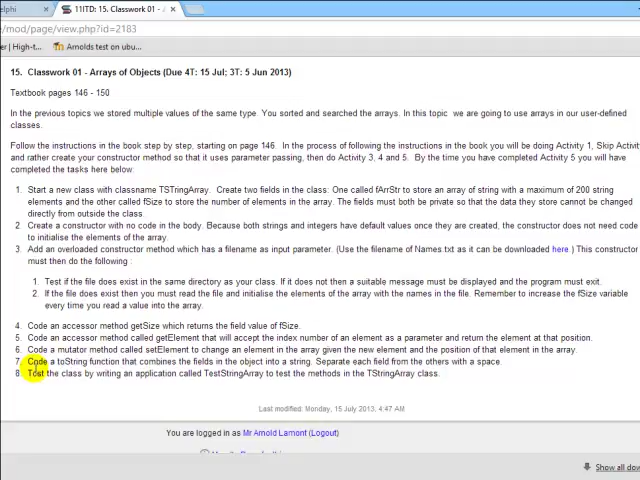 elphi
11ITD: 15. Classwork 01 - A
/mod/page/view.php?id=2183
er | High-t...
Arnolds test on ubu...
15. Classwork 01 - Arrays of Objects (Due 4T: 15 Jul; 3T: 5 Jun 2013)
Textbook pages 146 - 150
In the previous topics we stored multiple values of the same type. You sorted and searched the arrays. In this topic we are going to use arrays in our user-defined
classes.
Follow the instructions in the book step by step, starting on page 146. In the process of following the instructions in the book you will be doing Activity 1, Skip Activit
and rather create your constructor method so that it uses parameter passing, then do Activity 3, 4 and 5. By the time you have completed Activity 5 you will have
completed the tasks here below.
1. Start a new class with classname TSTringArray. Create two fields in the class: One called fArrStr to store an array of string with a maximum of 200 string
elements and the other called fSize to store the number of elements in the array. The fields must both be private so that the data they store cannot be changed
directly from outside the class.
2. Create a constructor with no code in the body. Because both strings and integers have default values once they are created, the constructor does not need code
to initialise the elements of the array.
3. Add an overloaded constructor method which has a filename as input parameter. (Use the filename of Names.txt as it can be downloaded here ) This constructor
must then do the following :
1. Test if the file does exist in the same directory as your class. If it does not then a suitable message must be displayed and the program must exit.
2. If the file does exist then you must read the file and initialise the elements of the array with the names in the file. Remember to increase the fSize variable
every time you read a value into the array.
4. Code an accessor method getSize which returns the field value of fSize.
5. Code an accessor method called getElement that will accept the index number of an element as a parameter and return the element at that position.
6. Code a mutator method call setElement to change an element in the array given the new element and the position of that element in the array.
7. Code a toString function that combines the fields in the object into a string. Separate each field from the others with a space.
8. Test the class by writing an application called TestStringArray to test the methods in the TStringArray class.
Last modified: Monday, 15 July 2013, 4:47 AM
You are logged in as Mr Arnold Lamont (Logout)
Show all dow